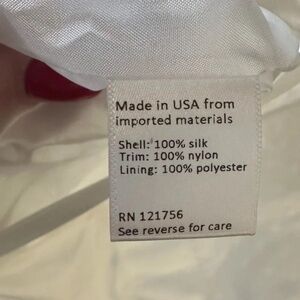 Made in USA from
imported materials
Shell: 100% silk
Trim: 100% nylon
Lining: 100% polyester
RN 121756
See reverse for care